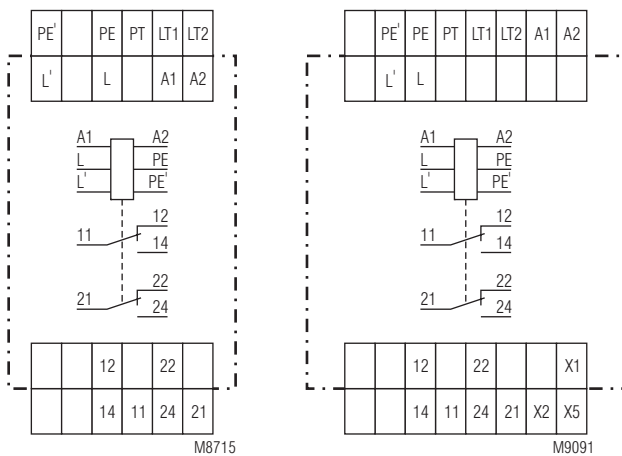 PE' PE PT LT1 LT2
L' L A1 A2
A1 A2
L PE
L' PE'
12
11
14
22
21
24
12 22
14 11 24 21
M8715
PE' PE PT LT1 LT2 A1 A2
L' L
A1 A2
L PE
L' PE'
12
11
14
22
21
24
12 22 X1
14 11 24 21 X2 X5
M9091